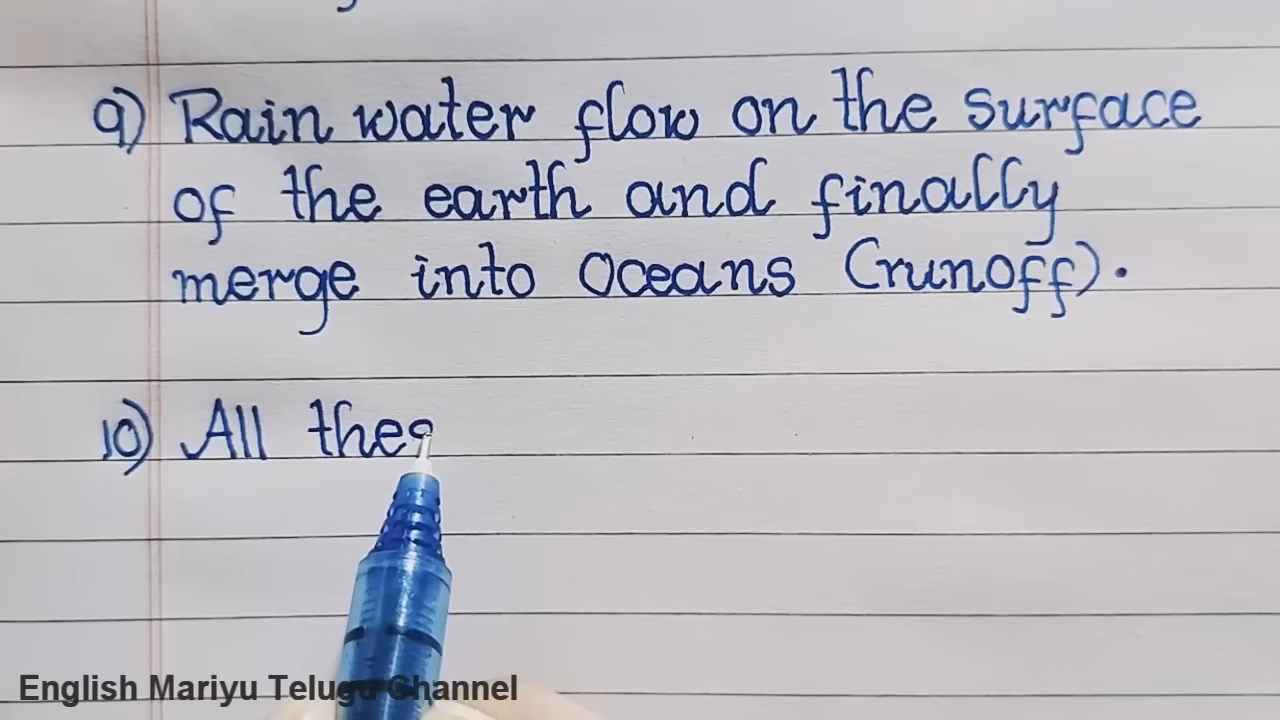 9) Rain water flow on the surface
of the earth and finally
merge into Oceans (runoff).
10) All thes
English Mariyu Telugu Channel